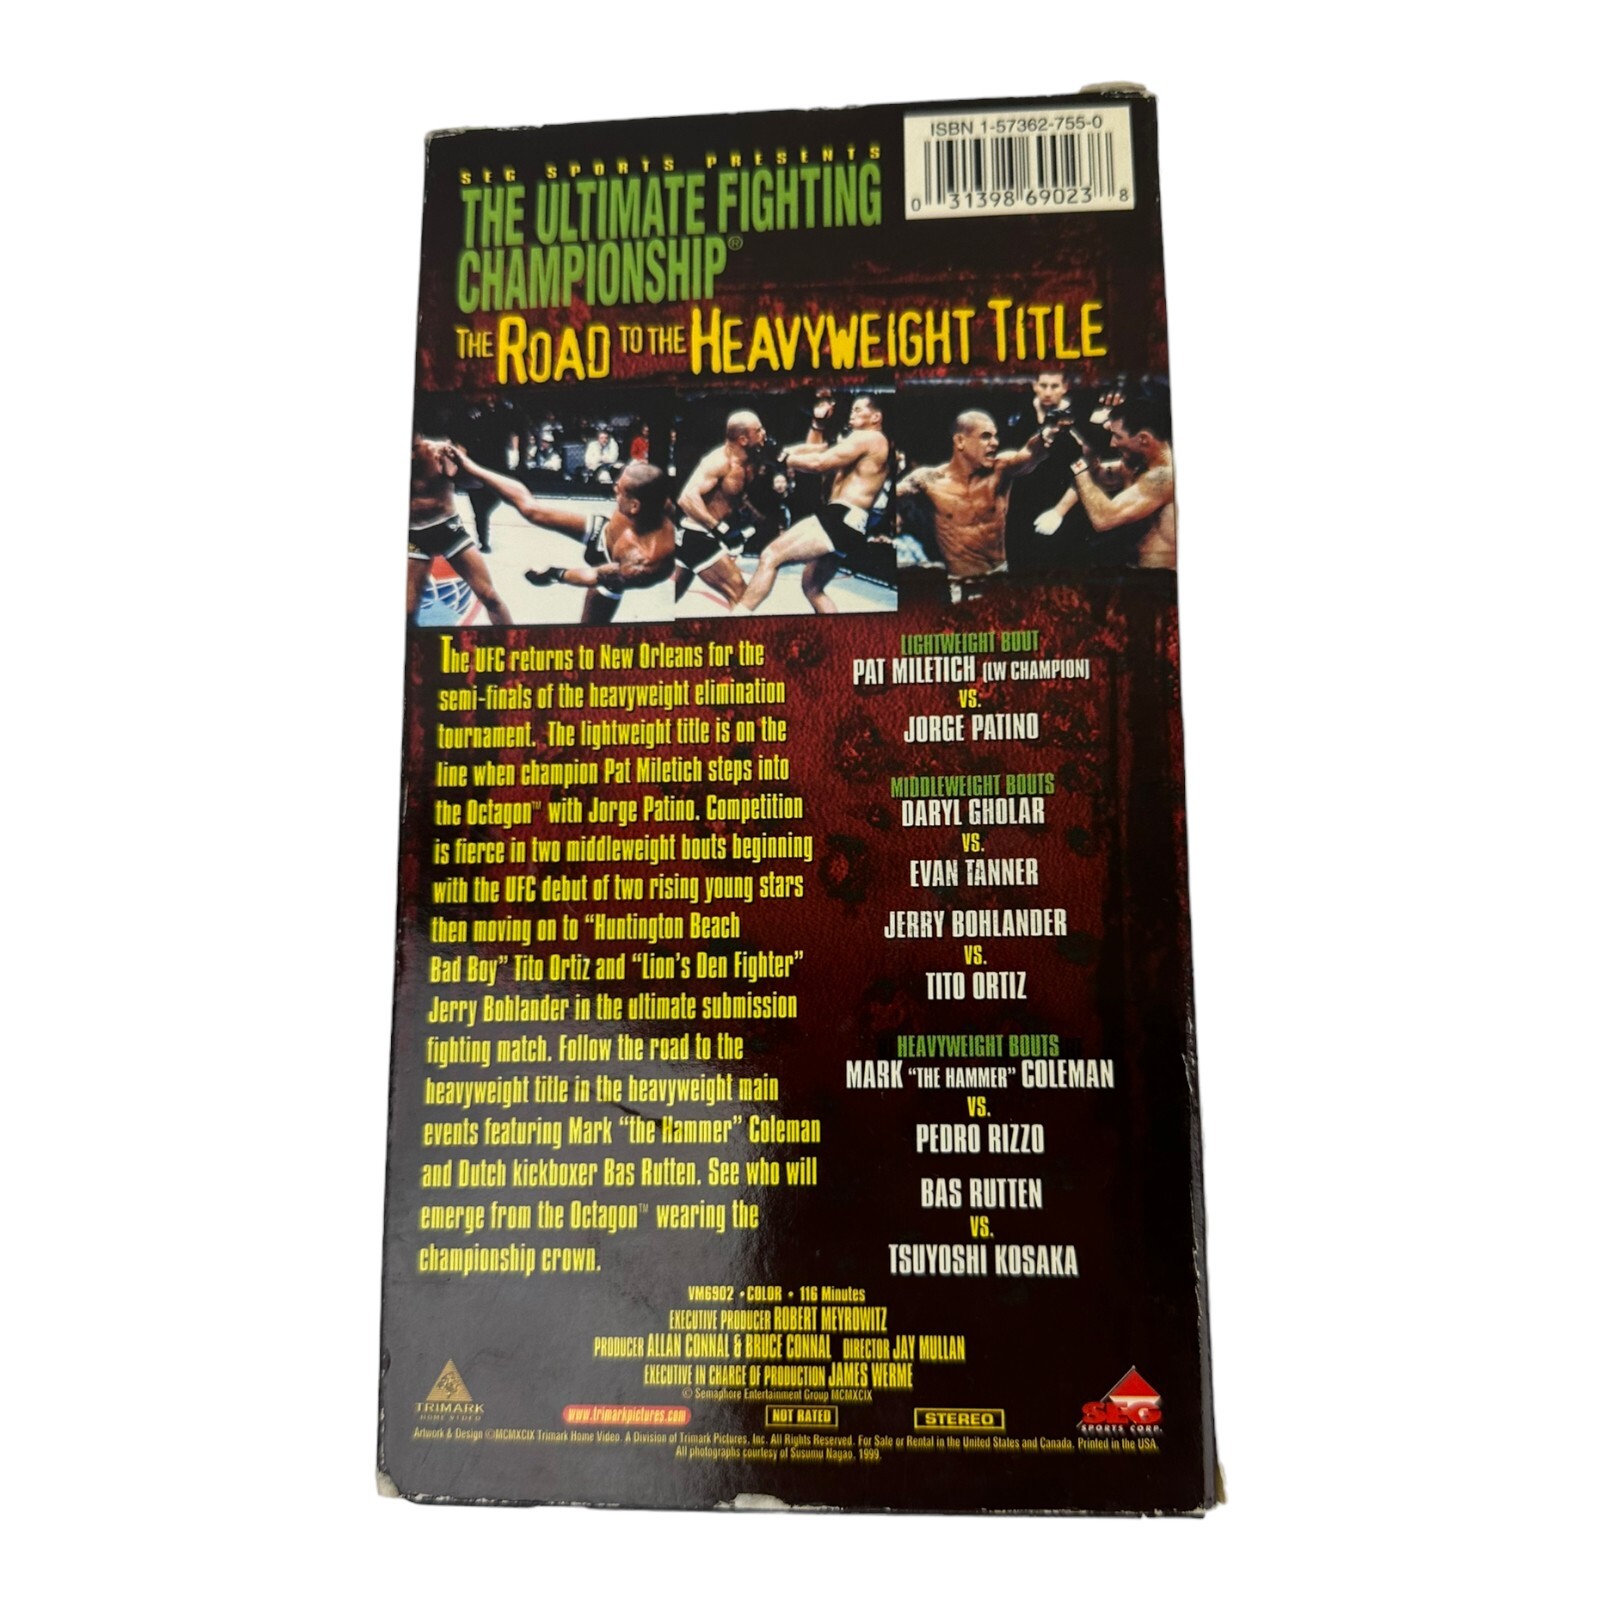 ISBN 1-57362-755-0
0 31398 69023 8
SEG SPORTS PRESENTS
THE ULTIMATE FIGHTING
CHAMPIONSHIP®
THE ROAD TO THE HEAVYWEIGHT TITLE
The UFC returns to New Orleans for the
semi-finals of the heavyweight elimination
tournament. The lightweight title is on the
line when champion Pat Miletich steps into
the Octagon™ with Jorge Patino. Competition
is fierce in two middleweight bouts beginning
with the UFC debut of two rising young stars
then moving on to “Huntington Beach
Bad Boy” Tito Ortiz and “Lion’s Den Fighter”
Jerry Bohlander in the ultimate submission
fighting match. Follow the road to the
heavyweight title in the heavyweight main
events featuring Mark “the Hammer” Coleman
and Dutch kickboxer Bas Rutten. See who will
emerge from the Octagon™ wearing the
championship crown.
LIGHTWEIGHT BOUT
PAT MILETICH (LW CHAMPION)
VS.
JORGE PATINO
MIDDLEWEIGHT BOUTS
DARYL GHOLAR
VS.
EVAN TANNER
JERRY BOHLANDER
VS.
TITO ORTIZ
HEAVYWEIGHT BOUTS
MARK “THE HAMMER” COLEMAN
VS.
PEDRO RIZZO
BAS RUTTEN
VS.
TSUYOSHI KOSAKA
VM6902 • COLOR • 116 Minutes
EXECUTIVE PRODUCER ROBERT MEYROWITZ
PRODUCER ALLAN CONNAL & BRUCE CONNAL DIRECTOR JAY MULLAN
EXECUTIVE IN CHARGE OF PRODUCTION JAMES WERME
© Semaphore Entertainment Group MCMXCIX
TRIMARK
HOME VIDEO
www.trimarkpictures.com
NOT RATED
STEREO
SEG
SPORTS CORP.
Artwork & Design ©MCMXCIX Trimark Home Video. A Division of Trimark Pictures, Inc. All Rights Reserved. For Sale or Rental in the United States and Canada. Printed in the USA.
All photographs courtesy of Susumu Nagao, 1999.